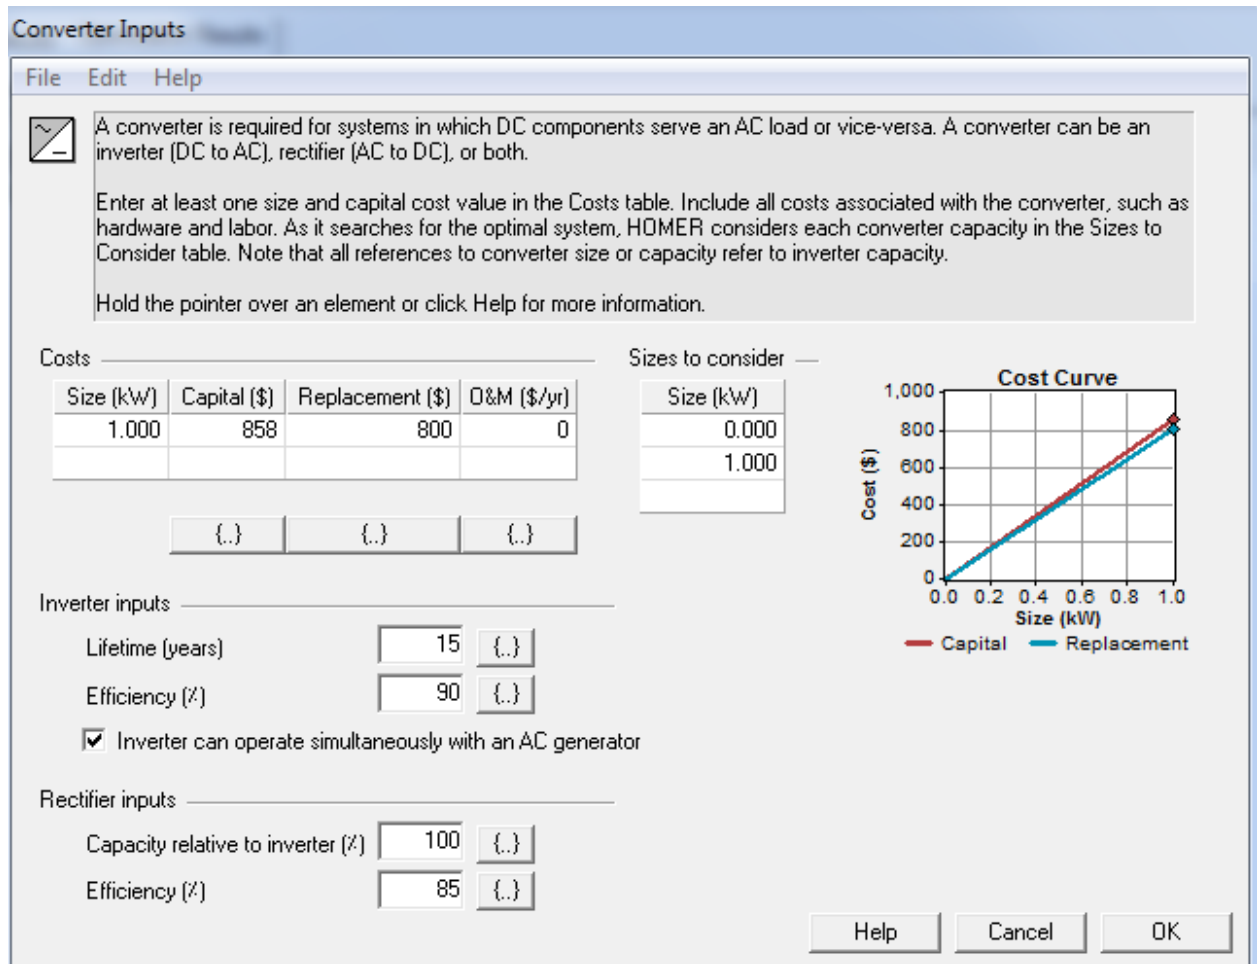 Converter Inputs
File Edit Help
A converter is required for systems in which DC components serve an AC load or vice-versa. A converter can be an
inverter (DC to AC), rectifier (AC to DC), or both.
Enter at least one size and capital cost value in the Costs table. Include all costs associated with the converter, such as
hardware and labor. As it searches for the optimal system, HOMER considers each converter capacity in the Sizes to
Consider table. Note that all references to converter size or capacity refer to inverter capacity.
Hold the pointer over an element or click Help for more information.
Costs
Size (kW) Capital ($) Replacement ($) O&M ($/yr)
1.000 858 800 0
{..} {..} {..}
Sizes to consider
Size (kW)
0.000
1.000
Cost Curve
1,000
800
600
400
200
0
Cost ($)
0.0 0.2 0.4 0.6 0.8 1.0
Size (kW)
Capital Replacement
Inverter inputs
Lifetime (years) 15 {..}
Efficiency (%) 90 {..}
Inverter can operate simultaneously with an AC generator
Rectifier inputs
Capacity relative to inverter (%) 100 {..}
Efficiency (%) 85 {..}
Help Cancel OK